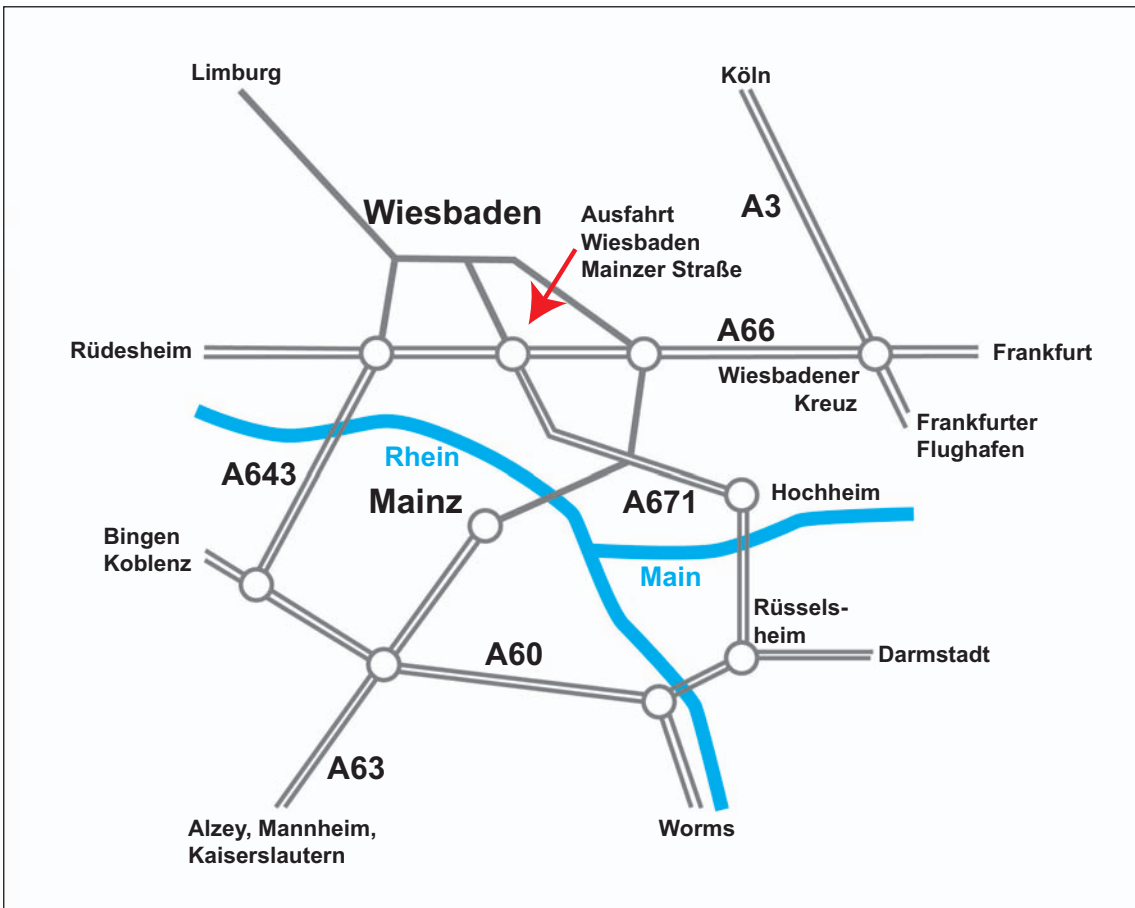 Limburg
Köln
Wiesbaden
A3
Ausfahrt
Wiesbaden
Mainzer Straße
A66
Rüdesheim
Frankfurt
Wiesbadener
Kreuz
Frankfurter
Flughafen
Rhein
A643
Mainz
A671
Hochheim
Bingen
Koblenz
Main
Rüssels-
heim
A60
Darmstadt
A63
Alzey, Mannheim,
Kaiserslautern
Worms